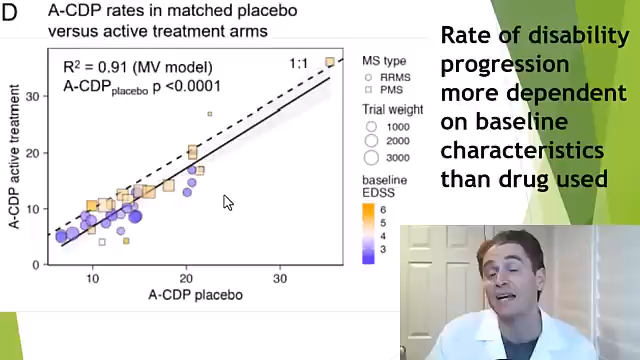 D
A-CDP rates in matched placebo
versus active treatment arms
R² = 0.91 (MV model)
A-CDPplacebo p <0.0001
1:1
A-CDP active treatment
30
20
10
0
10
20
30
A-CDP placebo
MS type
RRMS
PMS
Trial weight
1000
2000
3000
baseline
EDSS
6
5
4
3
Rate of disability
progression
more dependent
on baseline
characteristics
than drug used